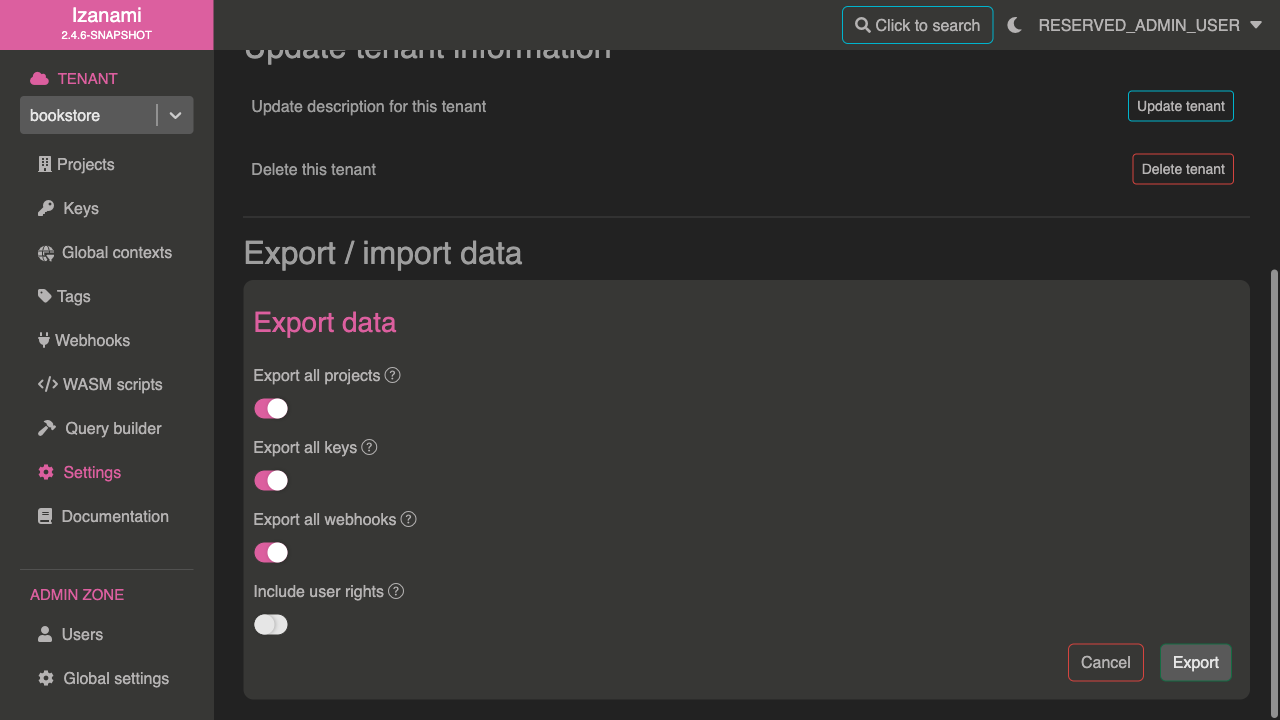 Izanami
2.4.6-SNAPSHOT
Click to search
RESERVED_ADMIN_USER
TENANT
bookstore
Projects
Keys
Global contexts
Tags
Webhooks
WASM scripts
Query builder
Settings
Documentation
ADMIN ZONE
Users
Global settings
Update tenant information
Update description for this tenant
Update tenant
Delete this tenant
Delete tenant
Export / import data
Export data
Export all projects
Export all keys
Export all webhooks
Include user rights
Cancel
Export